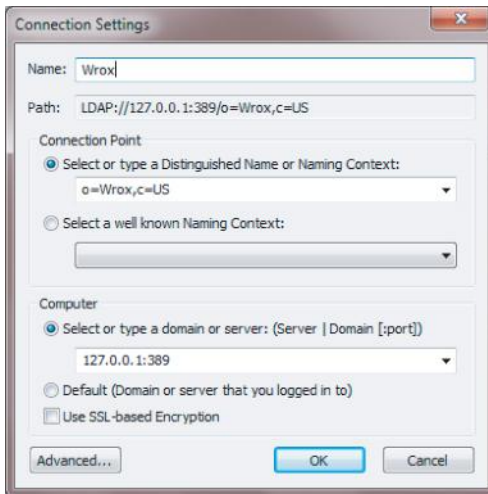 Connection Settings
Name: Wrox
Path: LDAP://127.0.0.1:389/o=Wrox,c=US
Connection Point
Select or type a Distinguished Name or Naming Context:
o=Wrox,c=US
Select a well known Naming Context:
Computer
Select or type a domain or server: (Server | Domain [:port])
127.0.0.1:389
Default (Domain or server that you logged in to)
Use SSL-based Encryption
Advanced... OK Cancel